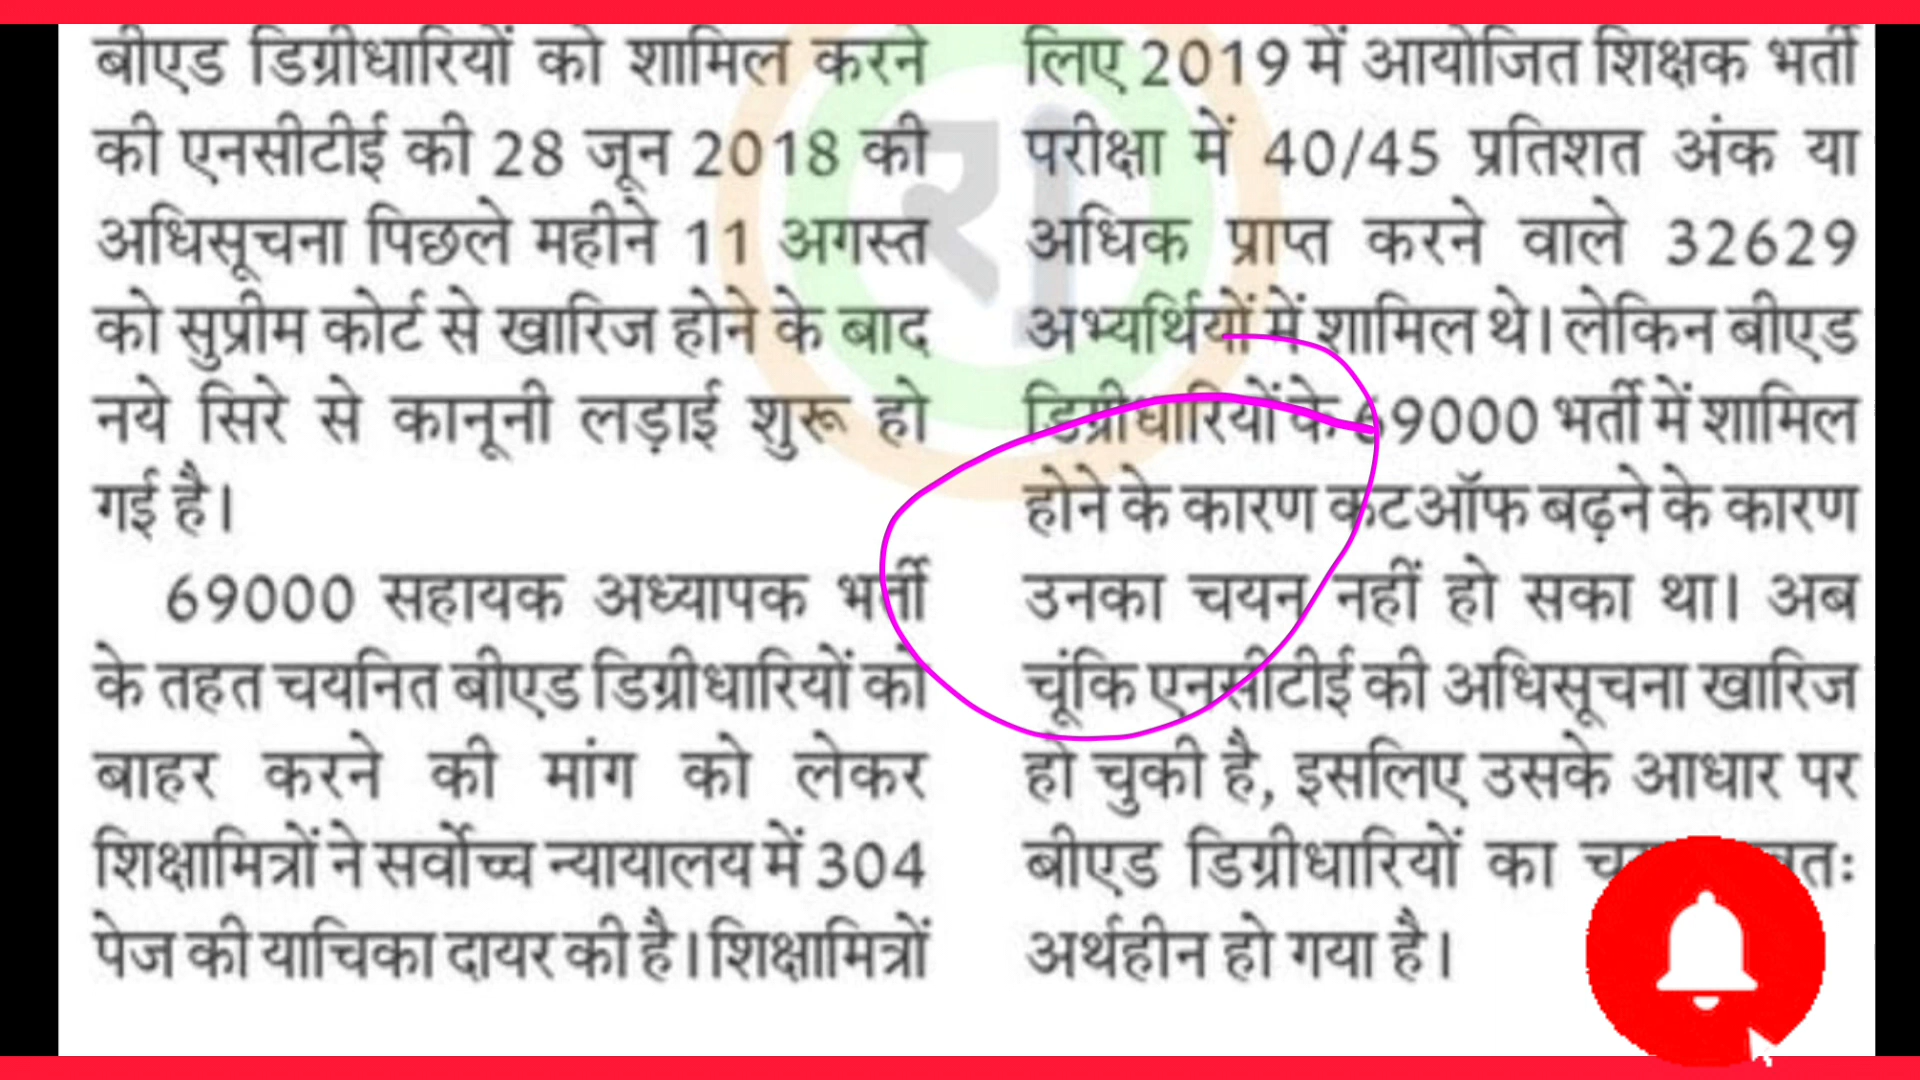 बीएड डिग्रीधारियों को शामिल करने
की एनसीटीई की 28 जून 2018 की
अधिसूचना पिछले महीने 11 अगस्त
को सुप्रीम कोर्ट से खारिज होने के बाद
नये सिरे से कानूनी लड़ाई शुरू हो
गई है।
69000 सहायक अध्यापक भर्ती
के तहत चयनित बीएड डिग्रीधारियों को
बाहर करने की मांग को लेकर
शिक्षामित्रों ने सर्वोच्च न्यायालय में 304
पेज की याचिका दायर की है। शिक्षामित्रों
लिए 2019 में आयोजित शिक्षक भर्ती
परीक्षा में 40/45 प्रतिशत अंक या
अधिक प्राप्त करने वाले 32629
अभ्यर्थियों में शामिल थे। लेकिन बीएड
डिग्रीधारियों के 69000 भर्ती में शामिल
होने के कारण कटऑफ बढ़ने के कारण
उनका चयन नहीं हो सका था। अब
चूंकि एनसीटीई की अधिसूचना खारिज
हो चुकी है, इसलिए उसके आधार पर
बीएड डिग्रीधारियों का
अर्थहीन हो गया है।
रा